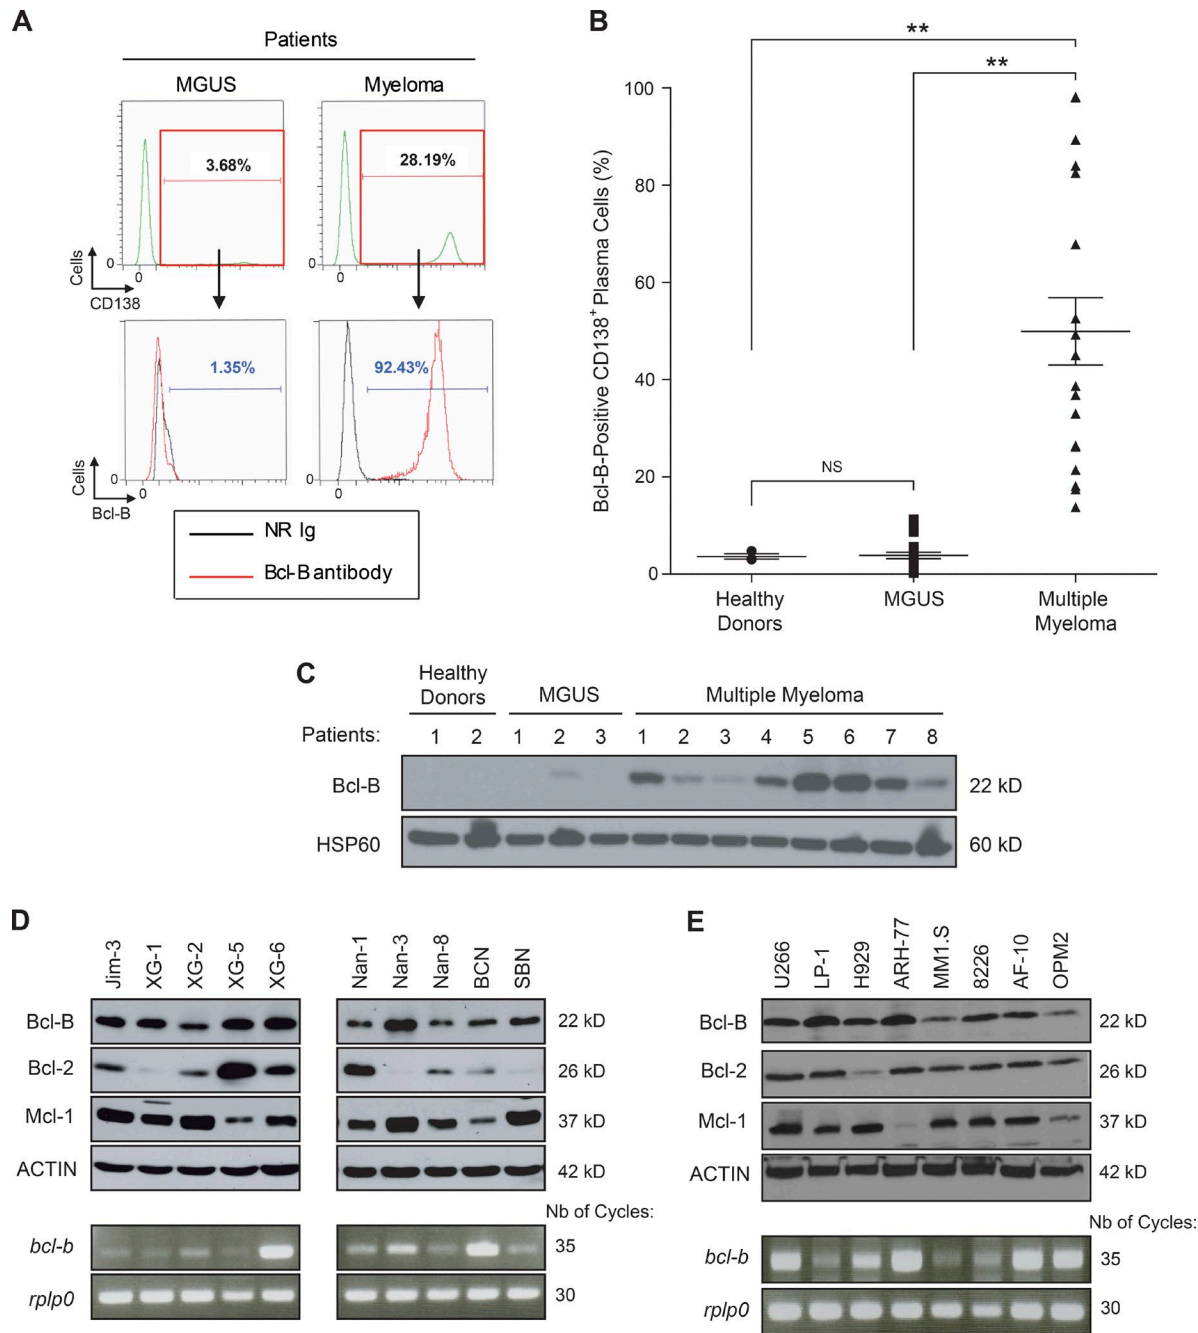 A
Patients
MGUS
Myeloma
3.68%
28.19%
Cells
0
0
0
0
CD138
1.35%
92.43%
Cells
0
0
0
0
Bcl-B
NR Ig
Bcl-B antibody
B
**
**
Bcl-B-Positive CD138+ Plasma Cells (%)
100
80
60
40
20
0
NS
Healthy
Donors
MGUS
Multiple
Myeloma
C
Healthy
Donors
MGUS
Multiple Myeloma
Patients: 1 2 1 2 3 1 2 3 4 5 6 7 8
Bcl-B 22 kD
HSP60 60 kD
D
Jim-3 XG-1 XG-2 XG-5 XG-6 Nan-1 Nan-3 Nan-8 BCN SBN
Bcl-B 22 kD
Bcl-2 26 kD
Mcl-1 37 kD
ACTIN 42 kD
Nb of Cycles:
bcl-b 35
rplp0 30
E
U266 LP-1 H929 ARH-77 MM1.S 8226 AF-10 OPM2
Bcl-B 22 kD
Bcl-2 26 kD
Mcl-1 37 kD
ACTIN 42 kD
Nb of Cycles:
bcl-b 35
rplp0 30